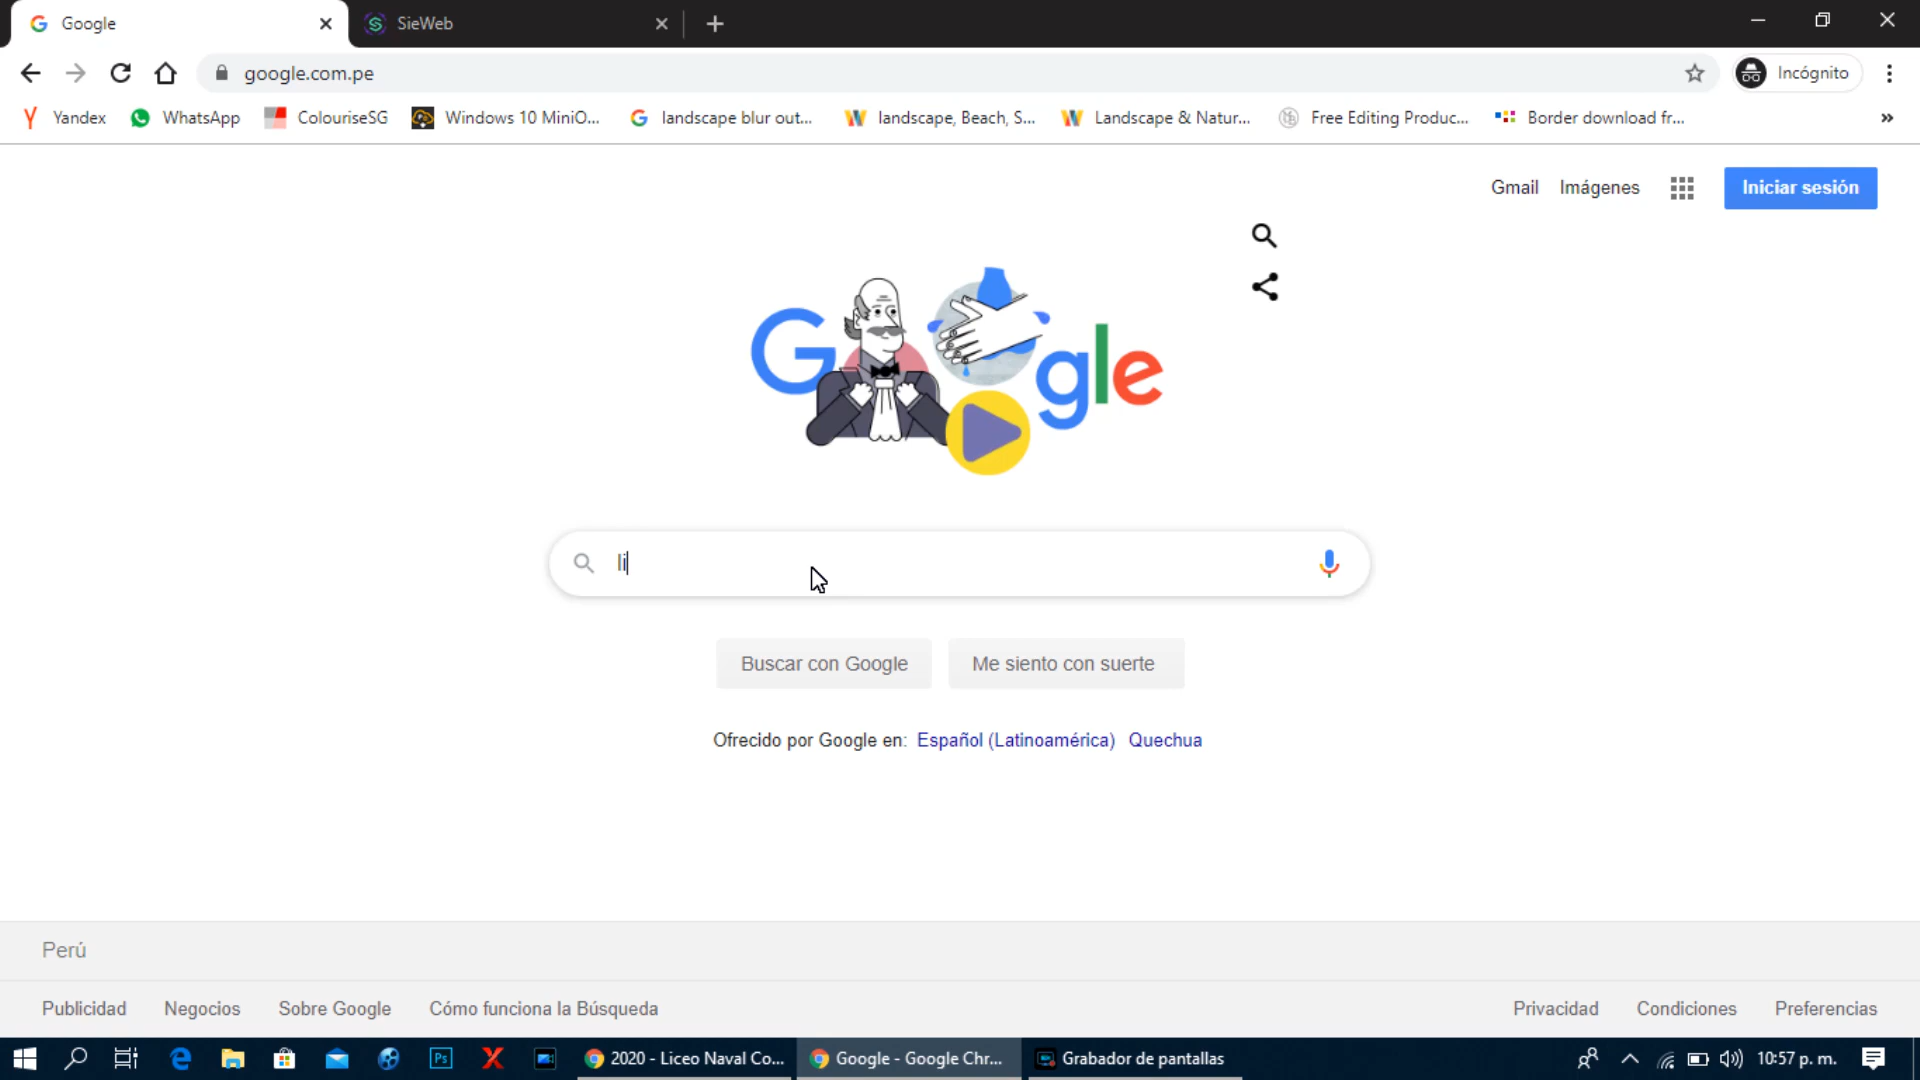 Google
SieWeb
google.com.pe
Incógnito
Yandex
WhatsApp
ColouriseSG
Windows 10 MiniO...
landscape blur out...
landscape, Beach, S...
Landscape & Natur...
Free Editing Produc...
Border download fr...
»
Gmail
Imágenes
Iniciar sesión
Google
li
Buscar con Google
Me siento con suerte
Ofrecido por Google en: Español (Latinoamérica) Quechua
Perú
Publicidad
Negocios
Sobre Google
Cómo funciona la Búsqueda
Privacidad
Condiciones
Preferencias
Ps
2020 - Liceo Naval Co...
Google - Google Chr...
Grabador de pantallas
10:57 p. m.